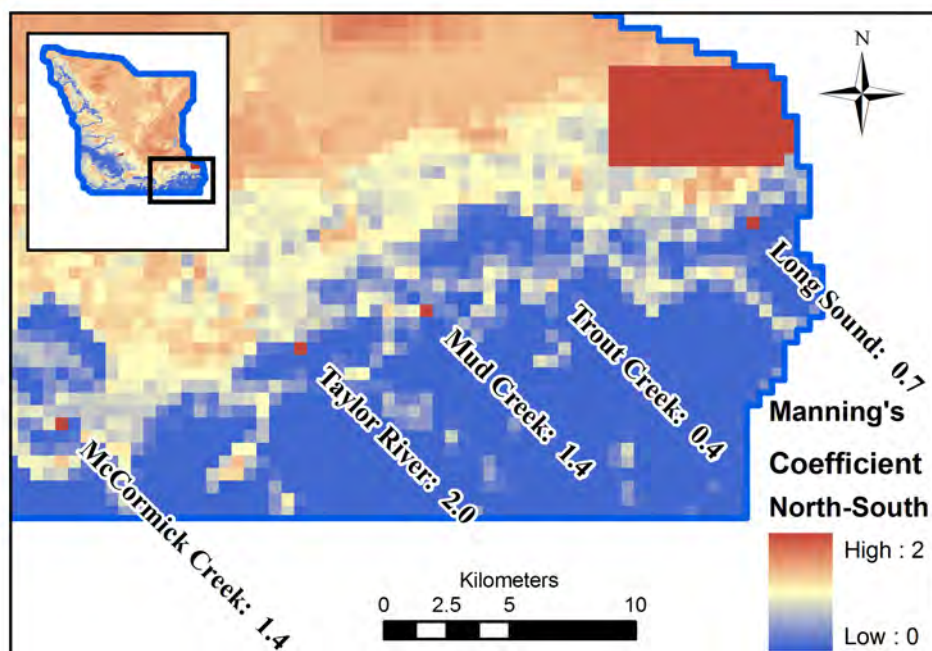 N
Long Sound: 0.7
Trout Creek: 0.4
Mud Creek: 1.4
Taylor River: 2.0
McCormick Creek: 1.4
Manning's
Coefficient
North-South
High : 2
Low : 0
Kilometers
0 2.5 5 10